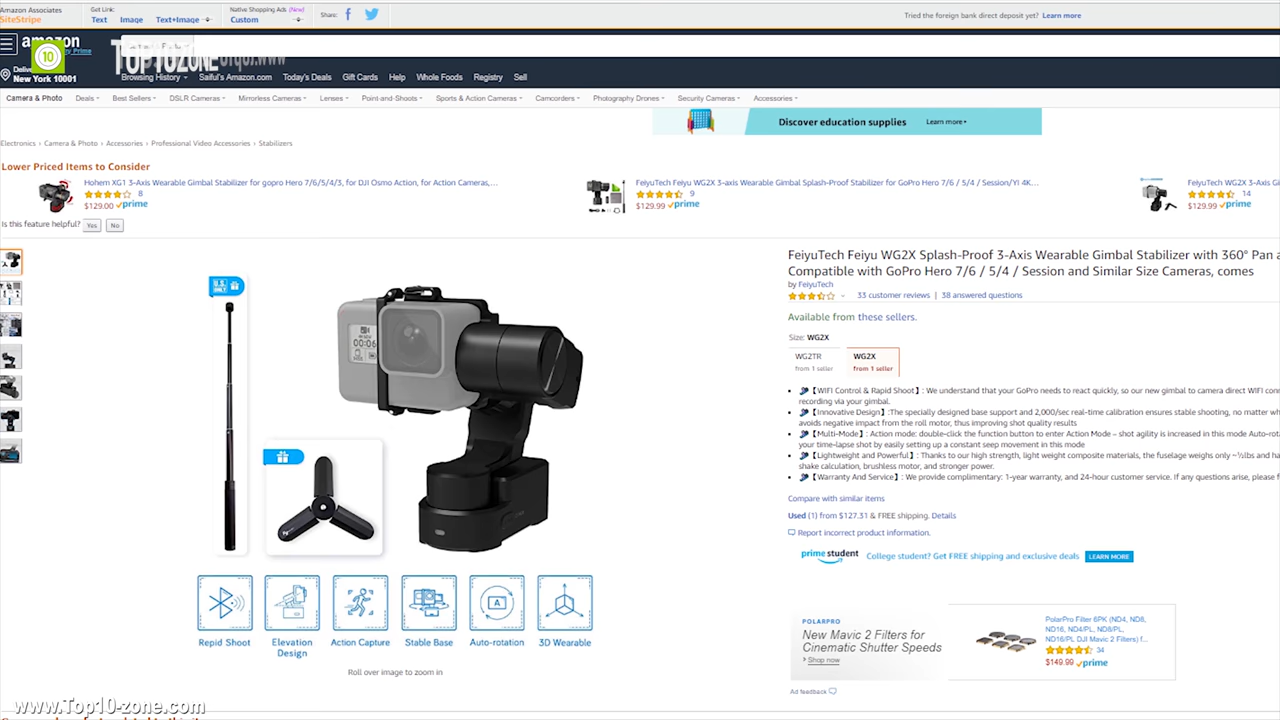 Amazon Associates
SiteStripe
Get Link:
Text Image Text+Image
Native Shopping Ads (New)
Custom
Share:
Tried the foreign bank direct deposit yet? Learn more
amazon
by Prime
10
TOP10ZONE
New York 10001
Browsing History Saiful's Amazon.com Today's Deals Gift Cards Help Whole Foods Registry Sell
Camera & Photo Deals Best Sellers DSLR Cameras Mirrorless Cameras Lenses Point-and-Shoots Sports & Action Cameras Camcorders Photography Drones Security Cameras Accessories
Discover education supplies Learn more
Electronics › Camera & Photo › Accessories › Professional Video Accessories › Stabilizers
Lower Priced Items to Consider
Hohem XG1 3-Axis Wearable Gimbal Stabilizer for gopro Hero 7/6/5/4/3, for DJI Osmo Action, for Action Cameras,...
8
$129.00 prime
FeiyuTech Feiyu WG2X 3-axis Wearable Gimbal Splash-Proof Stabilizer for GoPro Hero 7/6 / 5/4 / Session/YI 4K...
9
$129.99 prime
FeiyuTech WG2X 3-Axis G
14
$129.99 prime
Is this feature helpful? Yes No
FeiyuTech Feiyu WG2X Splash-Proof 3-Axis Wearable Gimbal Stabilizer with 360° Pan a
Compatible with GoPro Hero 7/6 / 5/4 / Session and Similar Size Cameras, comes
by FeiyuTech
33 customer reviews | 38 answered questions
Available from these sellers.
Size: WG2X
WG2TR
from 1 seller
WG2X
from 1 seller
【WIFI Control & Rapid Shoot】: We understand that your GoPro needs to react quickly, so our new gimbal to camera direct WIFI con
recording via your gimbal.
【Innovative Design】:The specially designed base support and 2,000/sec real-time calibration ensures stable shooting, no matter wh
avoids negative impact from the roll motor, thus improving shot quality results
【Multi-Mode】: Action mode: double-click the function button to enter Action Mode – shot agility is increased in this mode Auto-rota
your time-lapse shot by easily setting up a constant seep movement in this mode
【Lightweight and Powerful】: Thanks to our high strength, light weight composite materials, the fuselage weighs only ~½lbs and ha
shake calculation, brushless motor, and stronger power.
【Warranty And Service】: We provide complimentary: 1-year warranty, and 24-hour customer service. If any questions arise, please f
Compare with similar items
Used (1) from $127.31 & FREE shipping. Details
Report incorrect product information.
prime student
College student? Get FREE shipping and exclusive deals LEARN MORE
U.S. ONLY
00:06
Repid Shoot
Elevation Design
Action Capture
Stable Base
Auto-rotation
3D Wearable
Roll over image to zoom in
POLARPRO
New Mavic 2 Filters for
Cinematic Shutter Speeds
Shop now
PolarPro Filter 6PK (ND4, ND8,
ND16, ND4/PL, ND8/PL,
ND16/PL DJI Mavic 2 Filters) f...
34
$149.99 prime
Ad feedback
www.Top10-zone.com